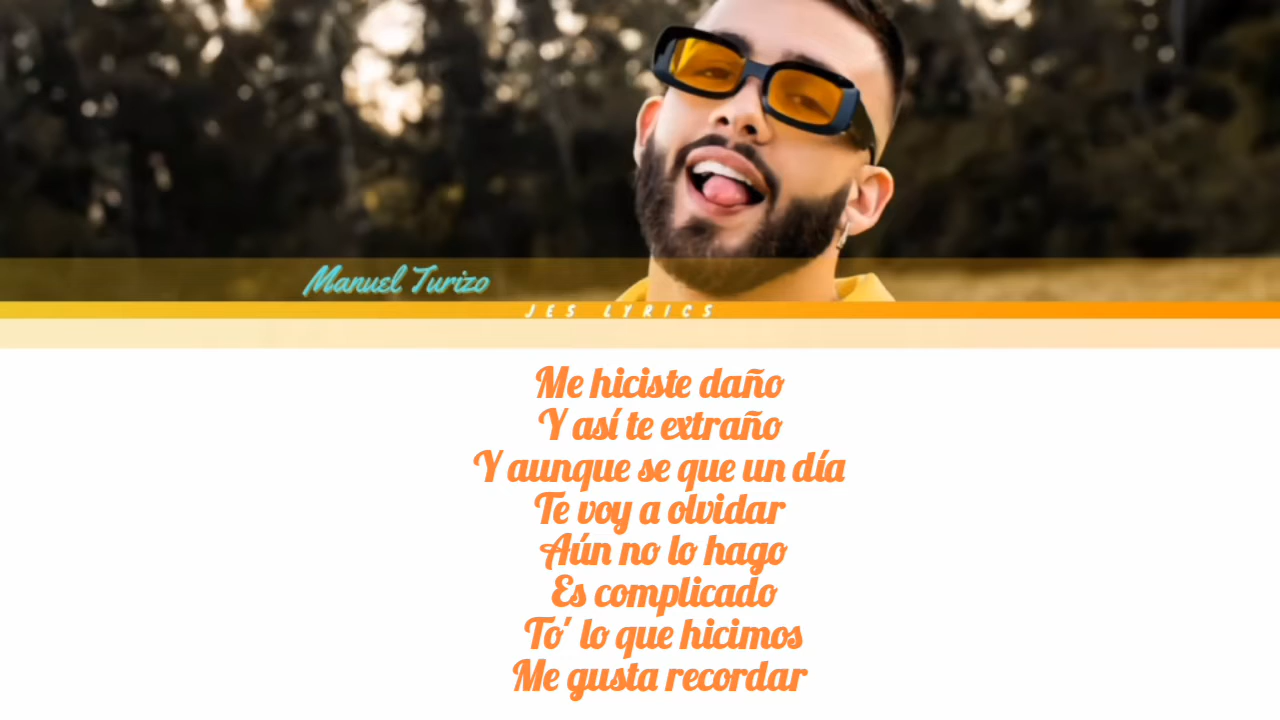 Manuel Turizo
JES LYRICS
Me hiciste daño
Y así te extraño
Y aunque se que un día
Te voy a olvidar
Aún no lo hago
Es complicado
To' lo que hicimos
Me gusta recordar